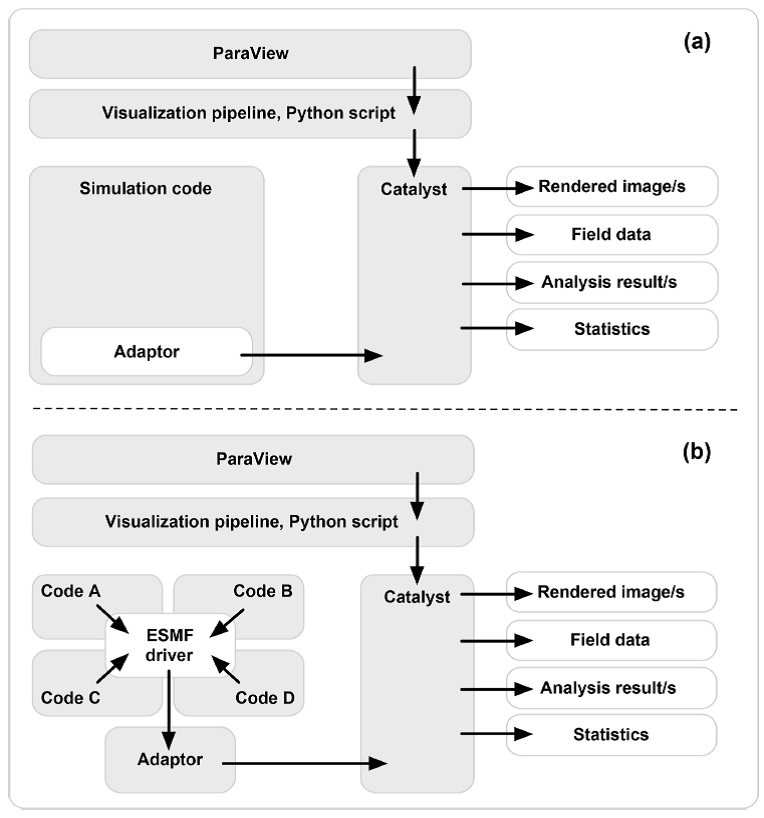 (a)
ParaView
Visualization pipeline, Python script
Simulation code
Catalyst
Rendered image/s
Field data
Analysis result/s
Statistics
Adaptor
(b)
ParaView
Visualization pipeline, Python script
Code A
Code B
ESMF
driver
Code C
Code D
Adaptor
Catalyst
Rendered image/s
Field data
Analysis result/s
Statistics